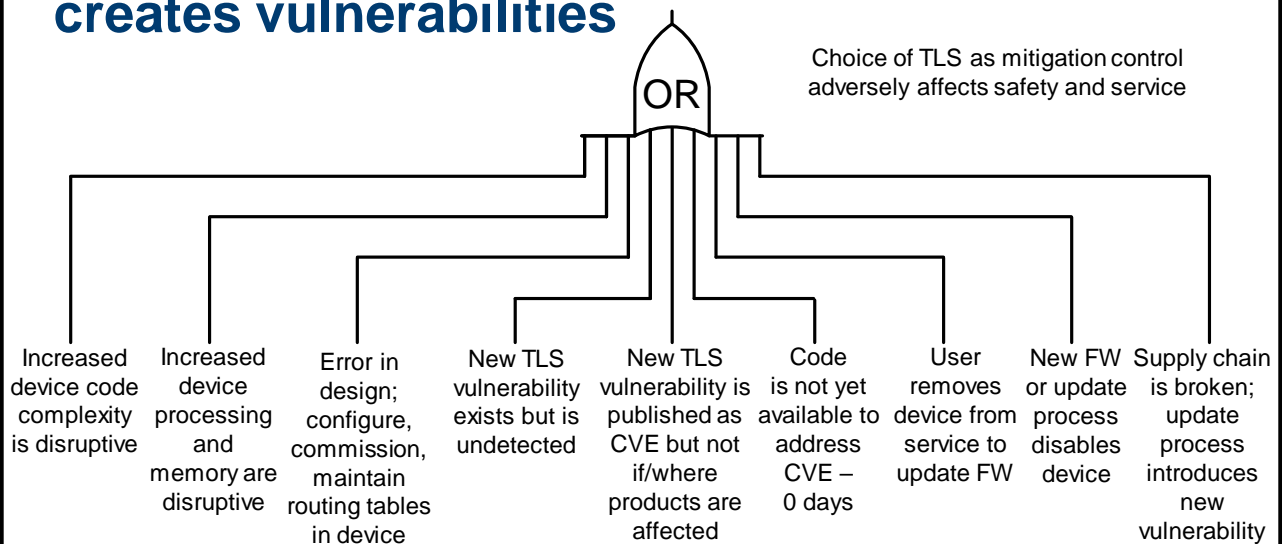 creates vulnerabilities
Choice of TLS as mitigation control
adversely affects safety and service
OR
Increased
device code
complexity
is disruptive
Increased
device
processing
and
memory are
disruptive
Error in
design;
configure,
commission,
maintain
routing tables
in device
New TLS
vulnerability
exists but is
undetected
New TLS
vulnerability is
published as
CVE but not
if/where
products are
affected
Code
is not yet
available to
address
CVE –
0 days
User
removes
device from
service to
update FW
New FW
or update
process
disables
device
Supply chain
is broken;
update
process
introduces
new
vulnerability